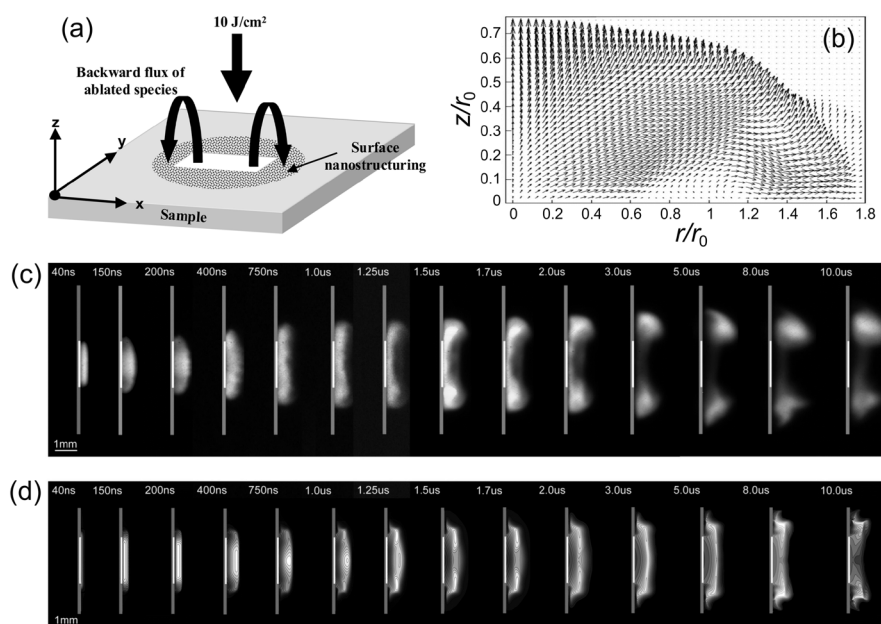 (a)
10 J/cm²
Backward flux of
ablated species
z
y
x
Surface
nanostructuring
Sample
(b)
z/r₀
0.7
0.6
0.5
0.4
0.3
0.2
0.1
0 0.2 0.4 0.6 0.8 1 1.2 1.4 1.6 1.8
r/r₀
(c)
40ns 150ns 200ns 400ns 750ns 1.0us 1.25us 1.5us 1.7us 2.0us 3.0us 5.0us 8.0us 10.0us
1mm
(d)
40ns 150ns 200ns 400ns 750ns 1.0us 1.25us 1.5us 1.7us 2.0us 3.0us 5.0us 8.0us 10.0us
1mm